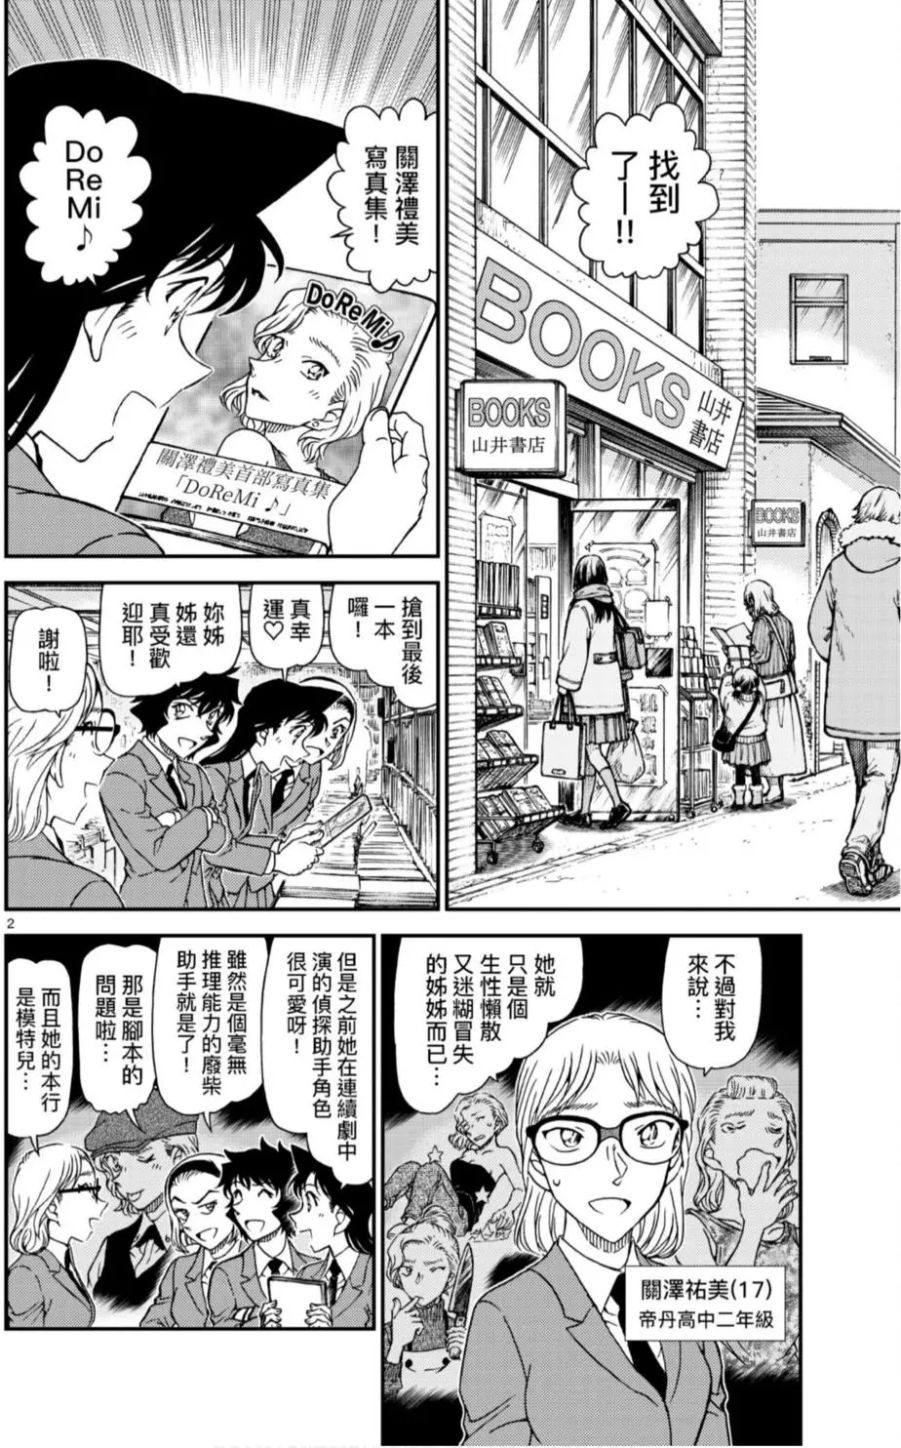 找到
了—!!
BOOKS
山井
書店
BOOKS
山井書店
BOOKS
山井書店
關澤禮美
寫真集！
Do
Re
Mi
♪
DoReMi♪
關澤禮美首部寫真集
「DoReMi♪」
搶到最後
一本
囉！
真幸
運♡
妳姊
姊還
真受歡
迎耶！
謝啦！
2
不過對我
來說…
她就
只是個
生性懶散
又迷糊冒失
的姊姊而已…
關澤祐美(17)
帝丹高中二年級
但是之前她在連續劇中
演的偵探助手角色
很可愛呀！
雖然是個毫無
推理能力的廢柴
助手就是了！
那是腳本的
問題啦…
而且她的本行
是模特兒…